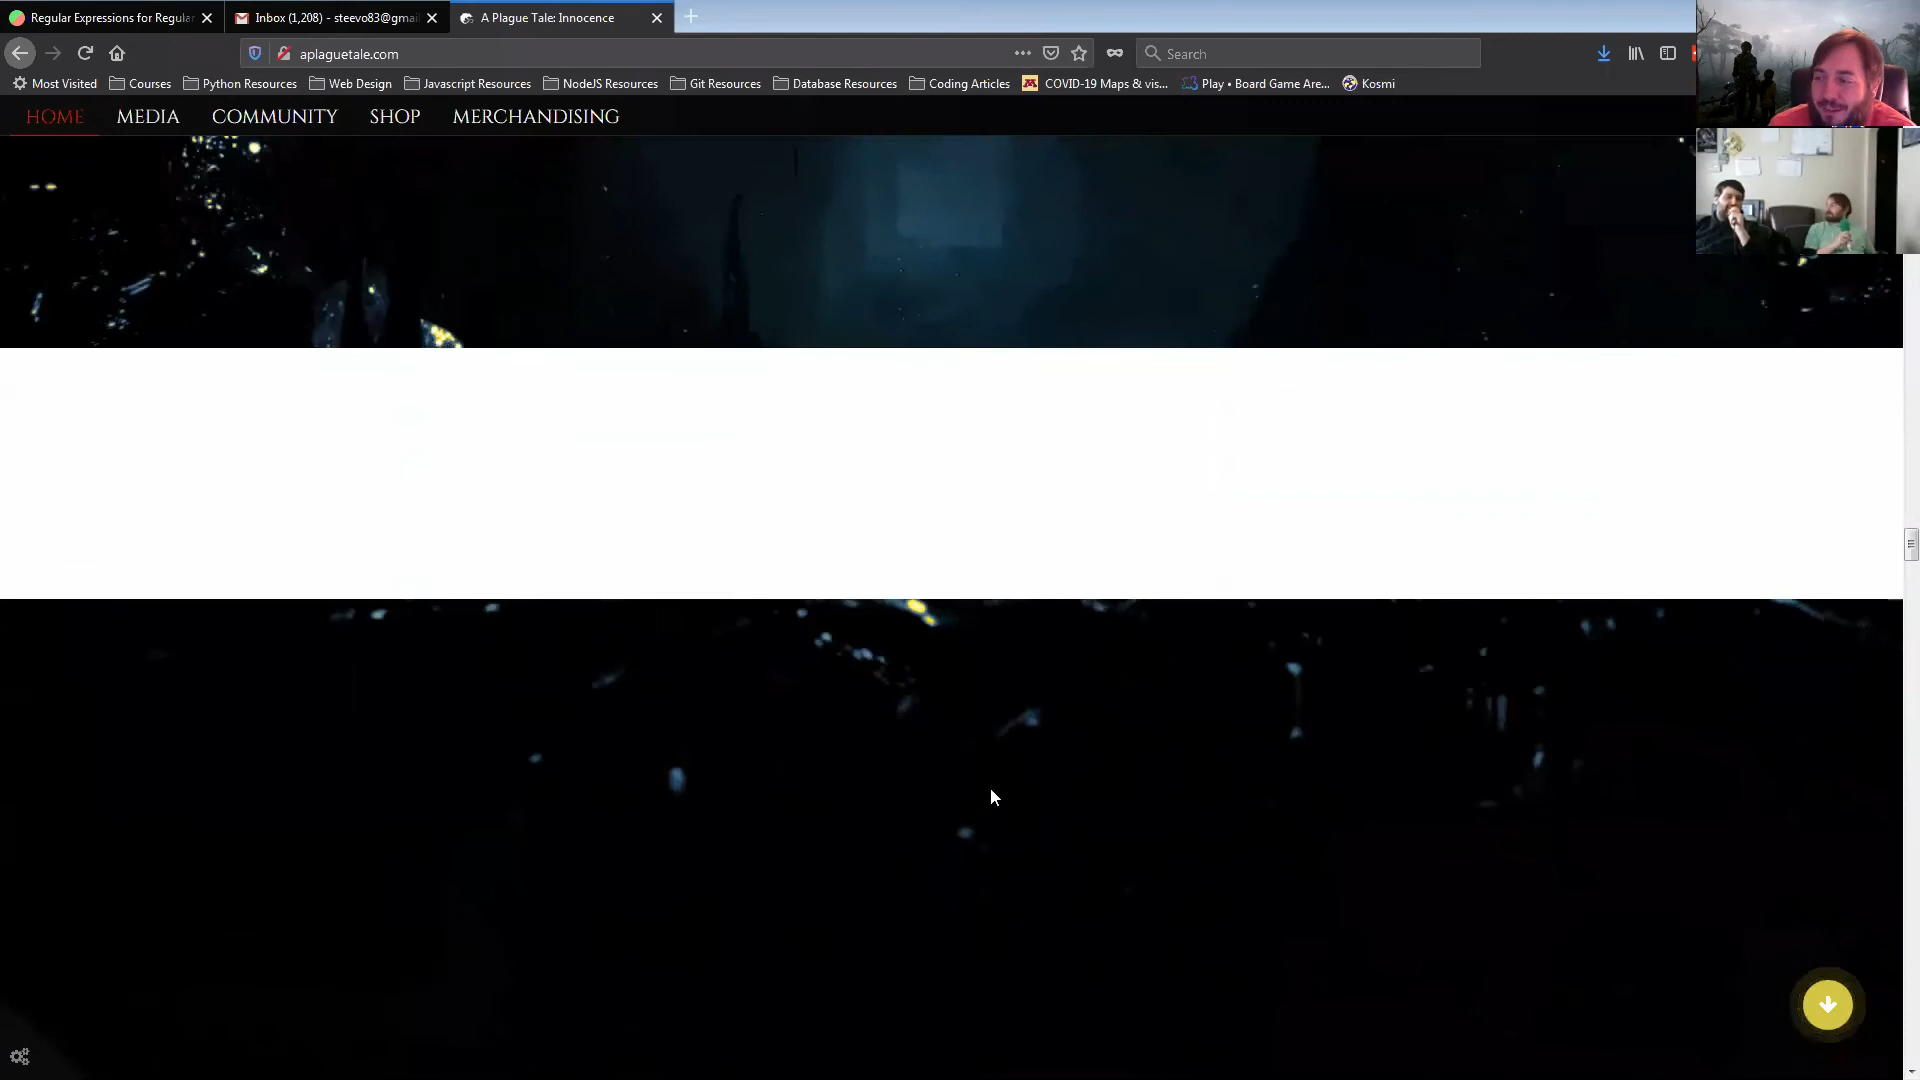 Regular Expressions for Regular
Inbox (1,208) - steevo83@gmai
A Plague Tale: Innocence
aplaguetale.com
Search
Most Visited
Courses
Python Resources
Web Design
Javascript Resources
NodeJS Resources
Git Resources
Database Resources
Coding Articles
COVID-19 Maps & vis...
Play • Board Game Are...
Kosmi
HOME
MEDIA
COMMUNITY
SHOP
MERCHANDISING